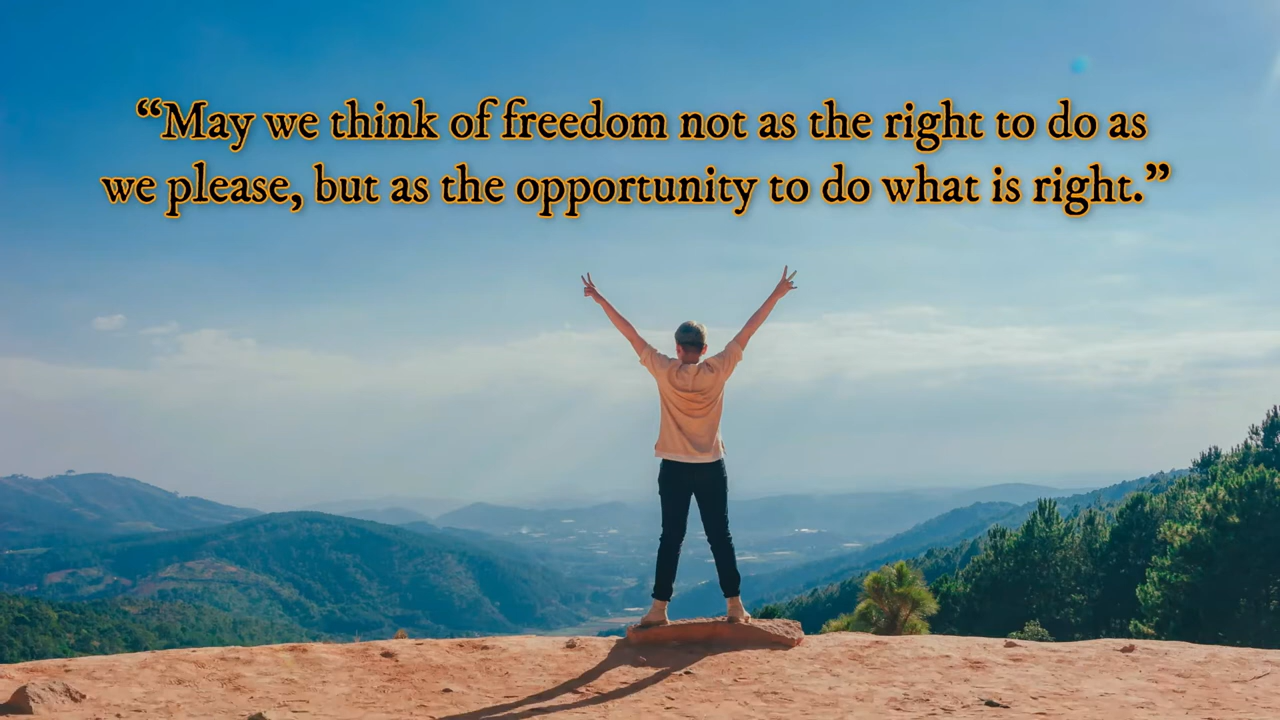 “May we think of freedom not as the right to do as
we please, but as the opportunity to do what is right.”